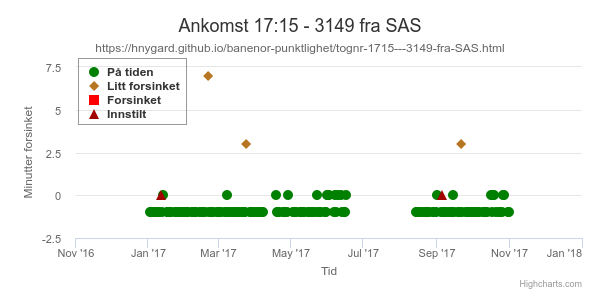 Ankomst 17:15 - 3149 fra SAS
https://hnygard.github.io/banenor-punktlighet/tognr-1715---3149-fra-SAS.html
På tiden
Litt forsinket
Forsinket
Innstilt
Minutter forsinket
7.5
5
2.5
0
-2.5
Nov '16
Jan '17
Mar '17
May '17
Jul '17
Sep '17
Nov '17
Jan '18
Tid
Highcharts.com